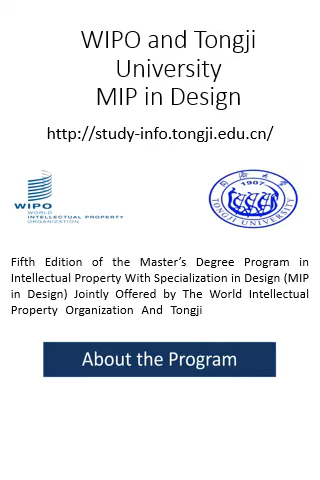 WIPO and Tongji
University
MIP in Design
http://study-info.tongji.edu.cn/
WIPO
WORLD
INTELLECTUAL PROPERTY
ORGANIZATION
1907
TONGJI UNIVERSITY
Fifth Edition of the Master's Degree Program in
Intellectual Property With Specialization in Design (MIP
in Design) Jointly Offered by The World Intellectual
Property Organization And Tongji
About the Program